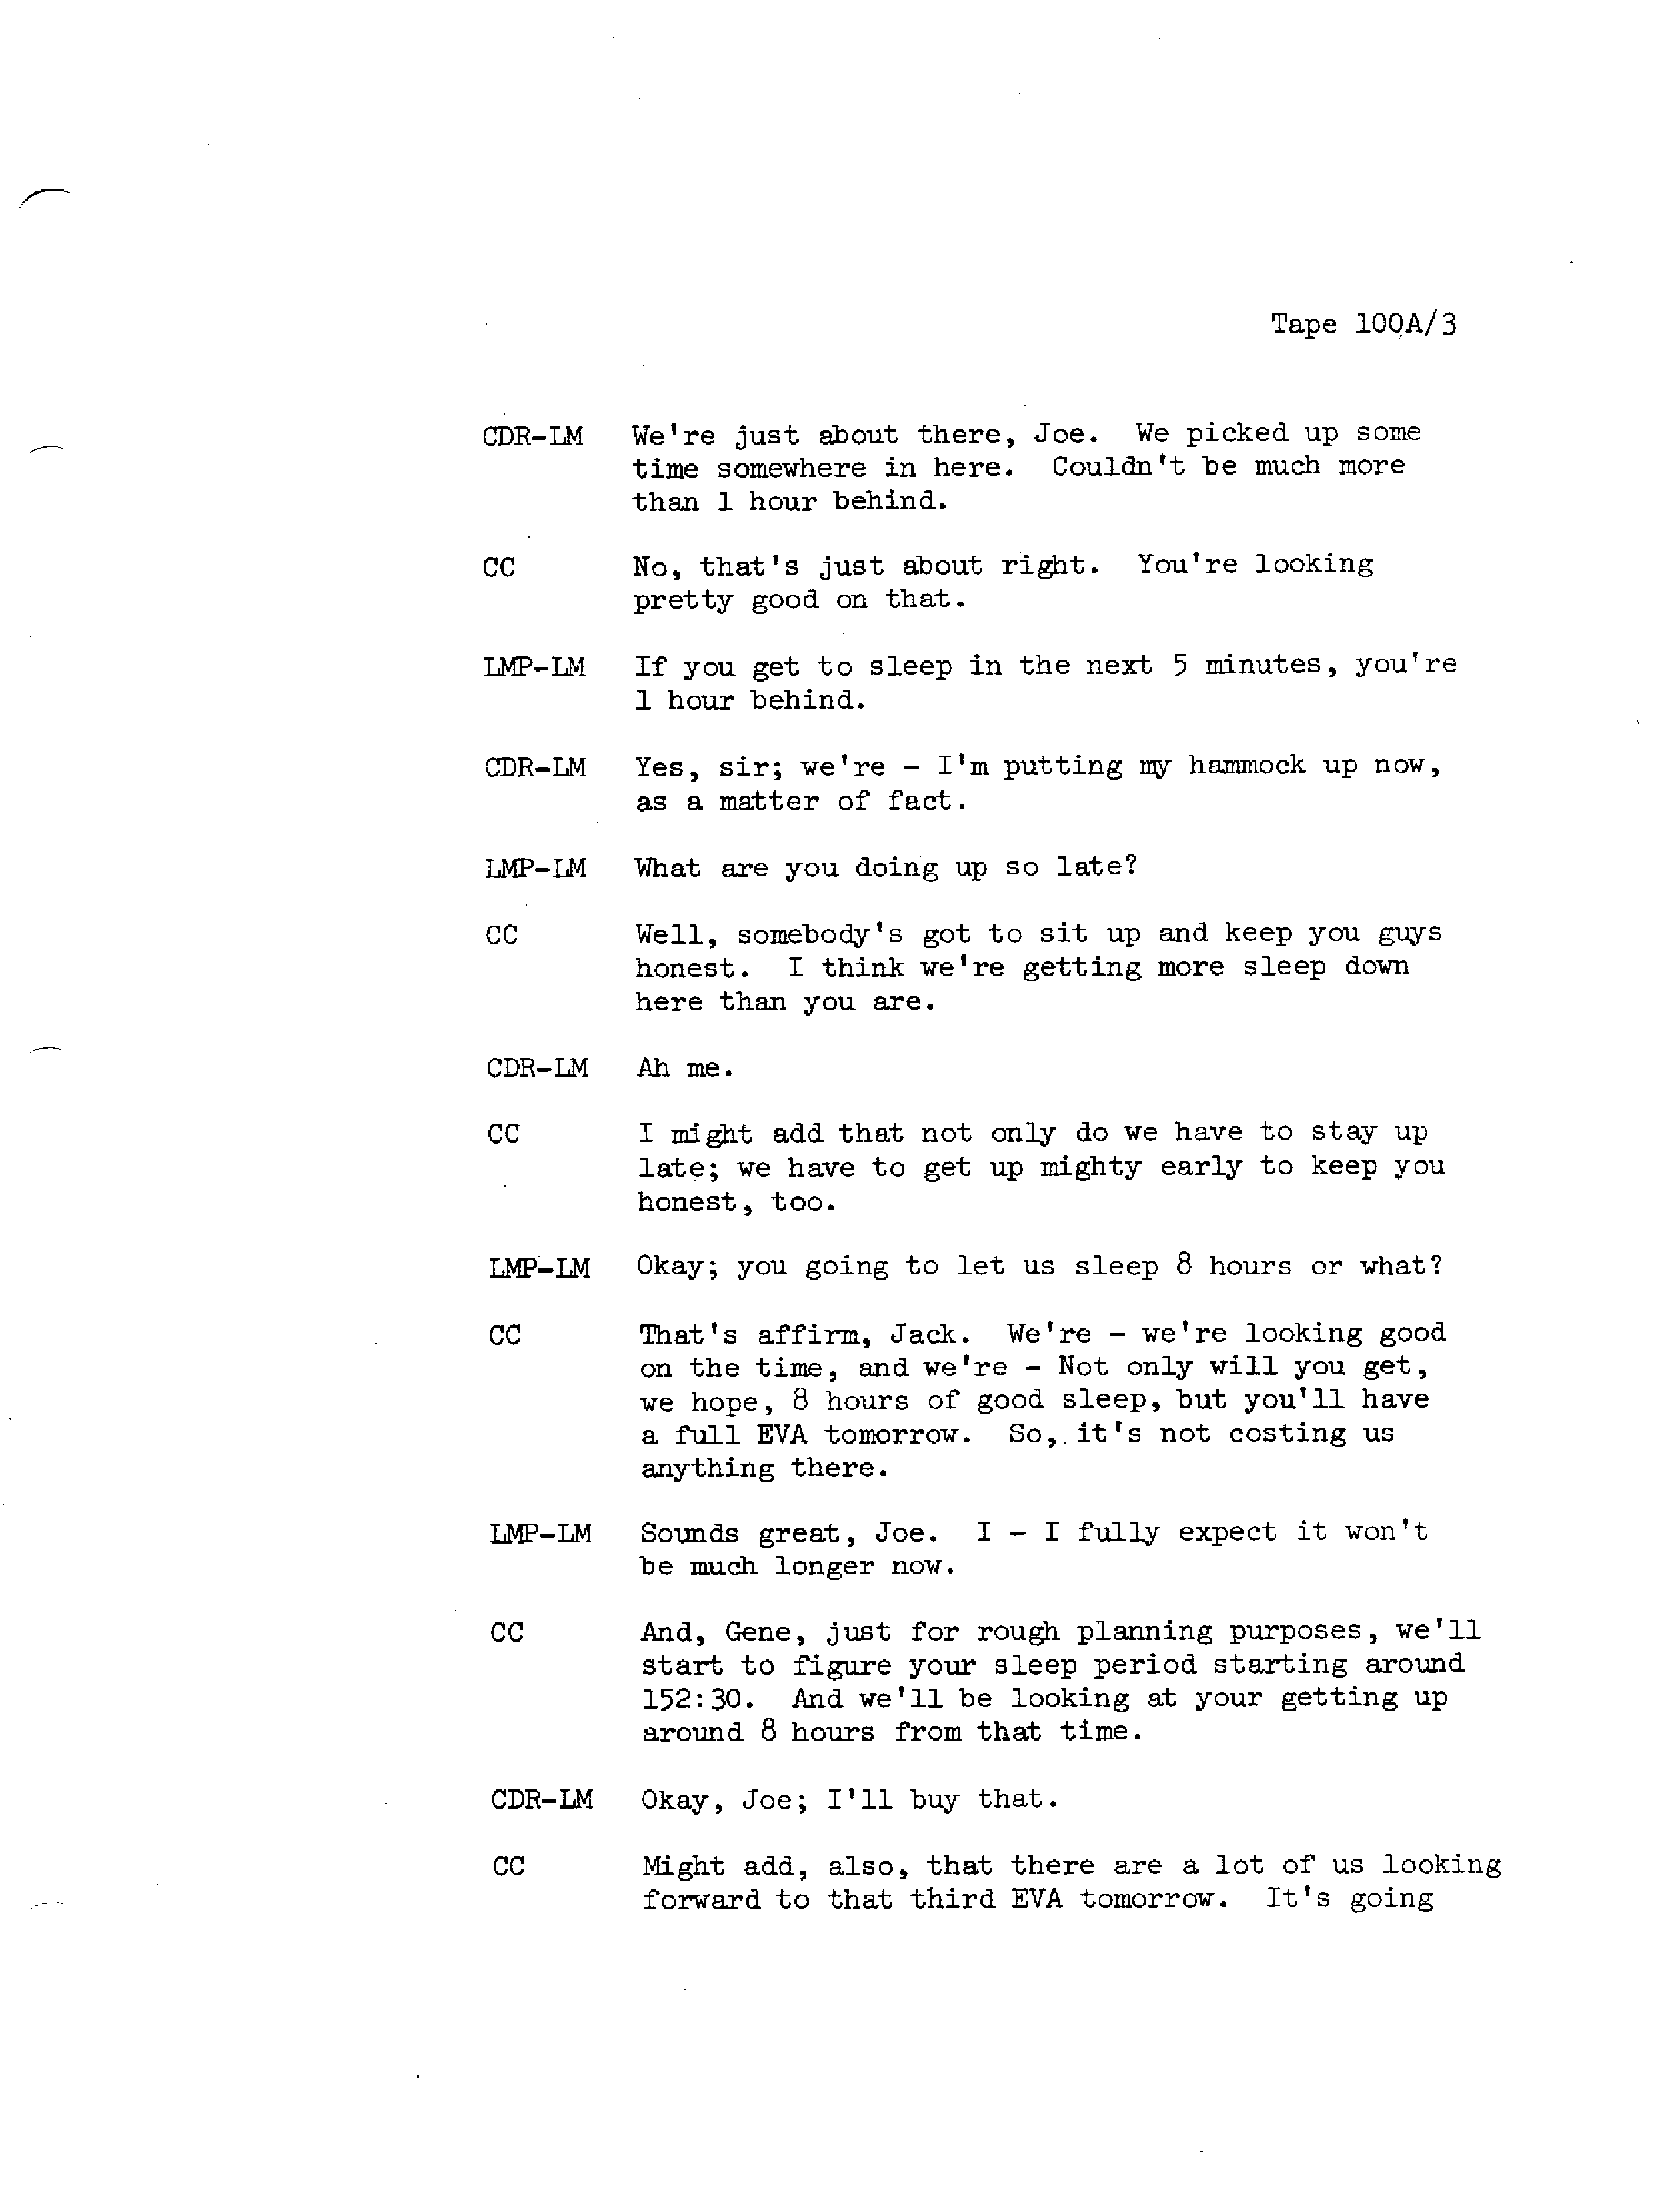 Tape 100A/3
CDR-LM We're just about there, Joe. We picked up some
time somewhere in here. Couldn't be much more
than 1 hour behind.
CC No, that's just about right. You're looking
pretty good on that.
LMP-LM If you get to sleep in the next 5 minutes, you're
1 hour behind.
CDR-LM Yes, sir; we're - I'm putting my hammock up now,
as a matter of fact.
LMP-LM What are you doing up so late?
CC Well, somebody's got to sit up and keep you guys
honest. I think we're getting more sleep down
here than you are.
CDR-LM Ah me.
CC I might add that not only do we have to stay up
late; we have to get up mighty early to keep you
honest, too.
LMP-LM Okay; you going to let us sleep 8 hours or what?
CC That's affirm, Jack. We're - we're looking good
on the time, and we're - Not only will you get,
we hope, 8 hours of good sleep, but you'll have
a full EVA tomorrow. So, it's not costing us
anything there.
LMP-LM Sounds great, Joe. I - I fully expect it won't
be much longer now.
CC And, Gene, just for rough planning purposes, we'll
start to figure your sleep period starting around
152:30. And we'll be looking at your getting up
around 8 hours from that time.
CDR-LM Okay, Joe; I'll buy that.
CC Might add, also, that there are a lot of us looking
forward to that third EVA tomorrow. It's going